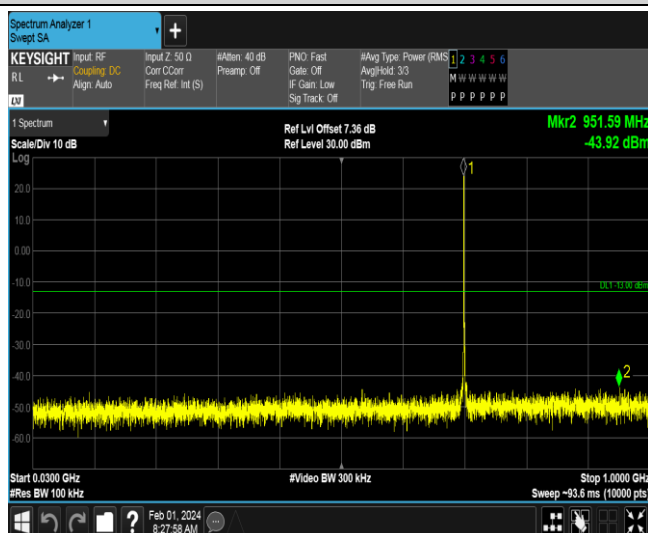 Spectrum Analyzer 1
Swept SA
+
KEYSIGHT
RL
LXI
Input: RF
Coupling: DC
Align: Auto
Input Z: 50 Ω
Corr CCorr
Freq Ref: Int (S)
#Atten: 40 dB
Preamp: Off
PNO: Fast
Gate: Off
IF Gain: Low
Sig Track: Off
#Avg Type: Power (RMS
Avg|Hold: 3/3
Trig: Free Run
1 2 3 4 5 6
M W W W W W
P P P P P P
1 Spectrum
Scale/Div 10 dB
Ref Lvl Offset 7.36 dB
Ref Level 30.00 dBm
Mkr2 951.59 MHz
-43.92 dBm
Log
1
20.0
10.0
0.00
-10.0
DL1 -13.00 dBm
-20.0
-30.0
-40.0
2
-50.0
-60.0
Start 0.0300 GHz
#Video BW 300 kHz
Stop 1.0000 GHz
#Res BW 100 kHz
Sweep ~93.6 ms (10000 pts)
?
Feb 01, 2024
8:27:58 AM